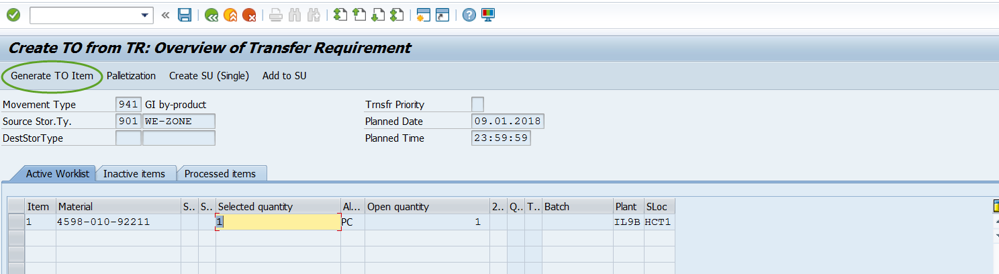 Create TO from TR: Overview of Transfer Requirement
Generate TO Item Palletization Create SU (Single) Add to SU
Movement Type 941 GI by-product Trnsfr Priority
Source Stor.Ty. 901 WE-ZONE Planned Date 09.01.2018
DestStorType Planned Time 23:59:59
Active Worklist Inactive items Processed items
Item Material S.. S.. Selected quantity Al... Open quantity 2.. Q.. T.. Batch Plant SLoc
1 4598-010-92211 1 PC 1 IL9B HCT1